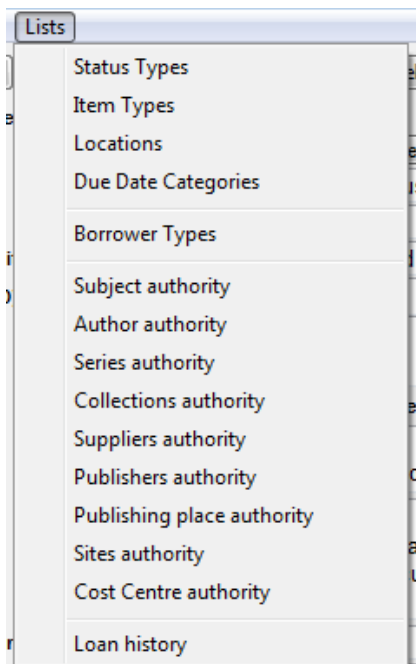 Lists
Status Types
Item Types
Locations
Due Date Categories
Borrower Types
Subject authority
Author authority
Series authority
Collections authority
Suppliers authority
Publishers authority
Publishing place authority
Sites authority
Cost Centre authority
Loan history